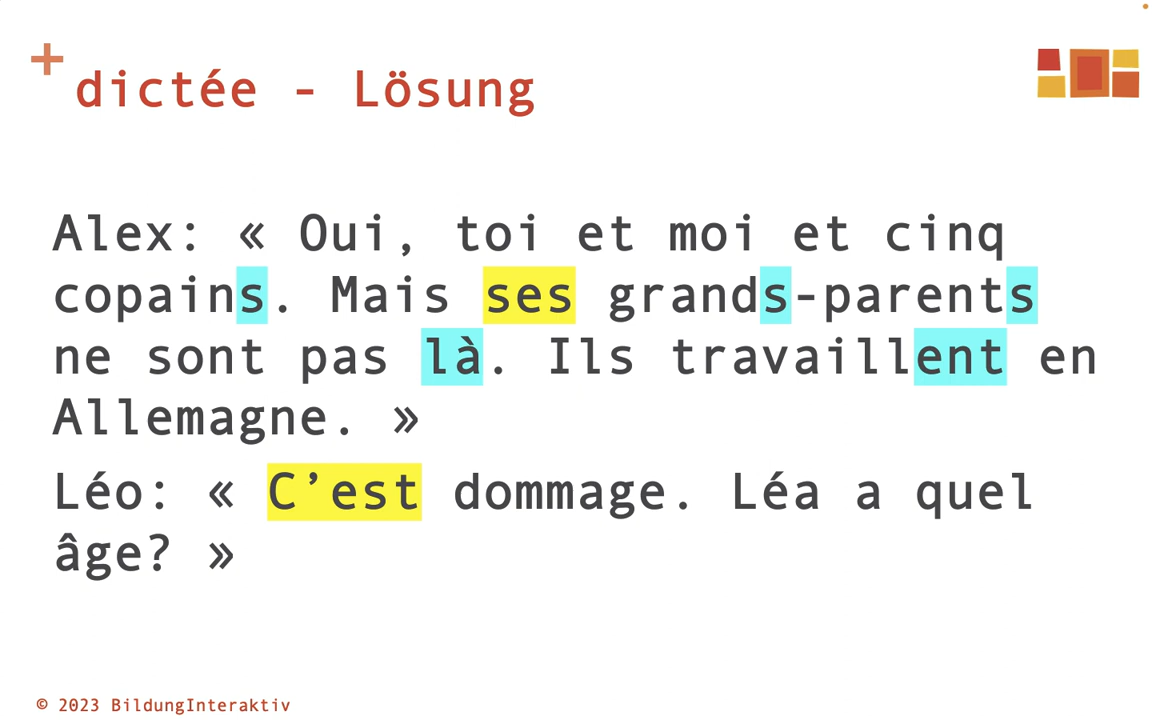 dictée - Lösung
Alex: « Oui, toi et moi et cinq
copains. Mais ses grands-parents
ne sont pas là. Ils travaillent en
Allemagne. »
Léo: « C’est dommage. Léa a quel
âge? »
© 2023 BildungInteraktiv